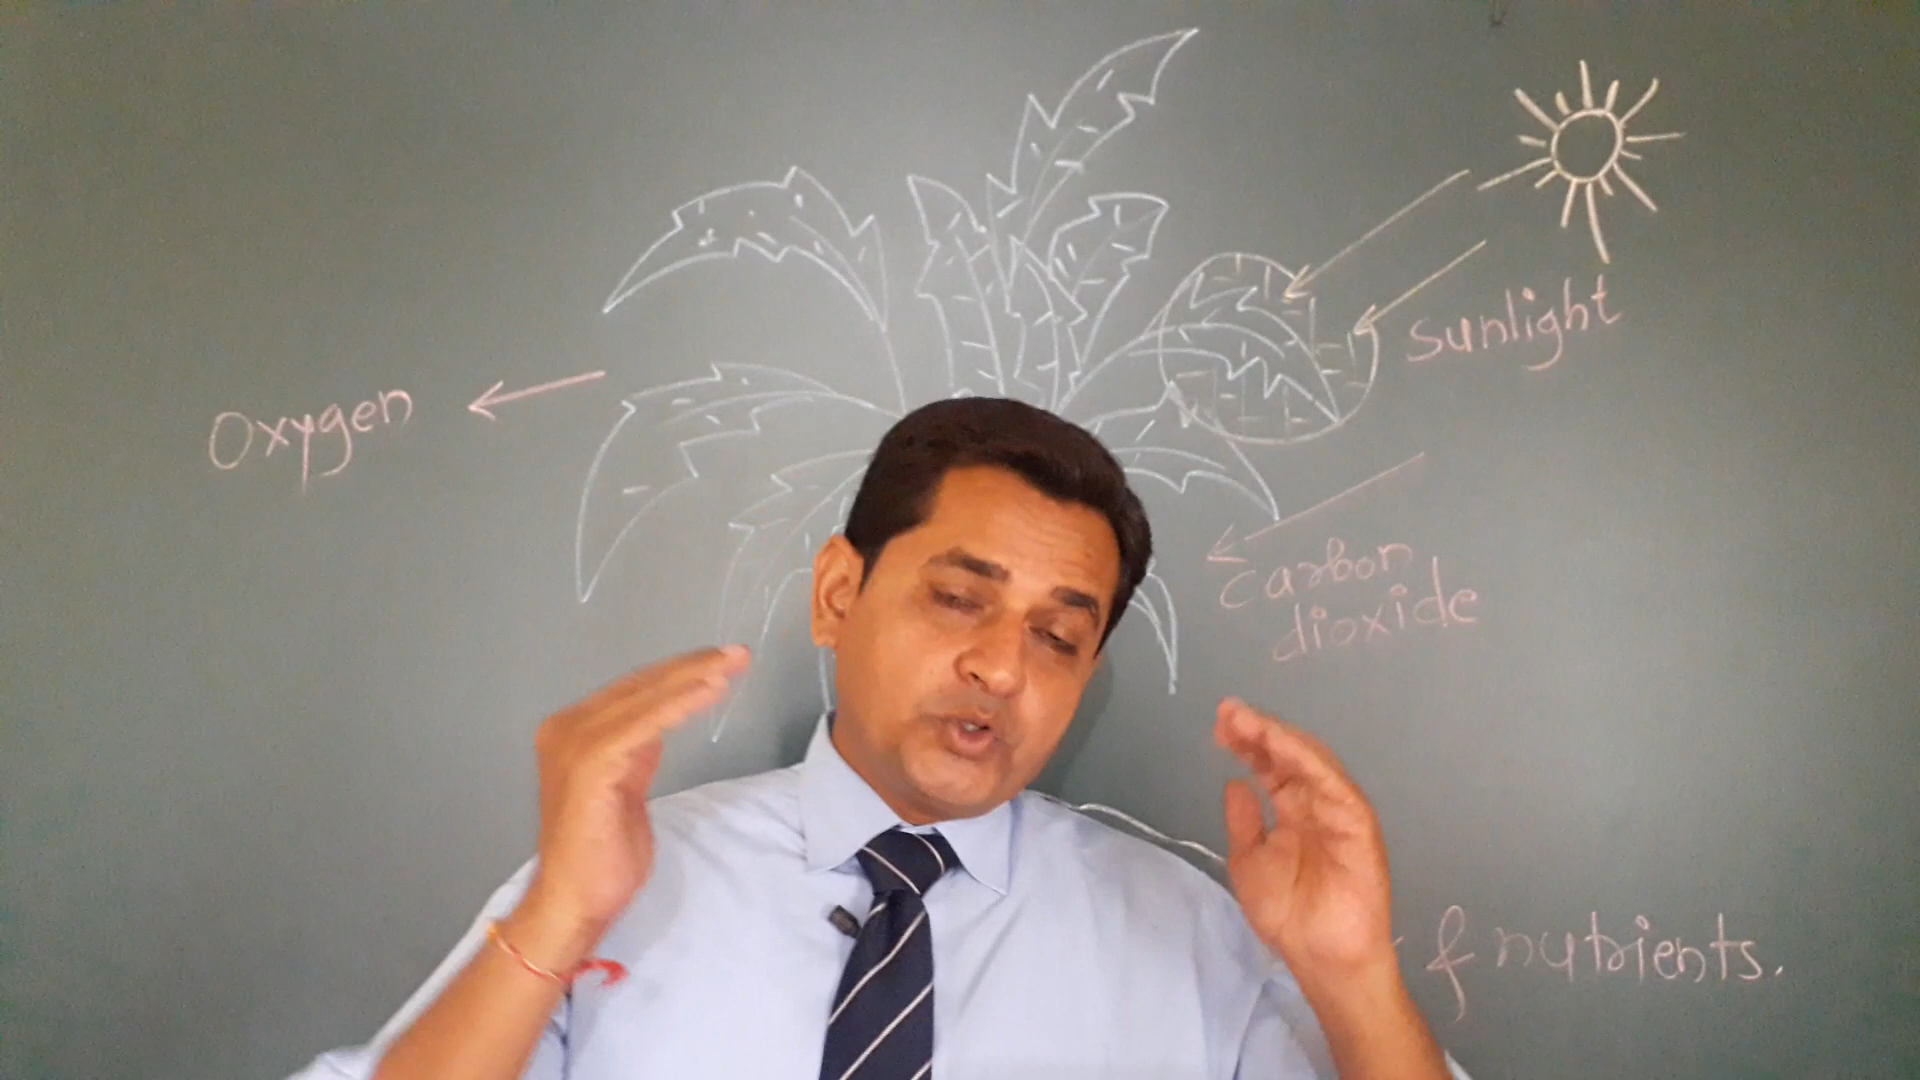 Sunlight
Oxygen
carbon
dioxide
& nutrients.